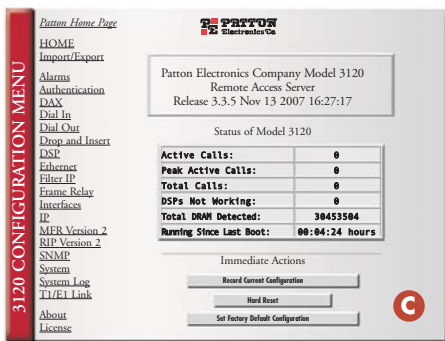 3120 CONFIGURATION MENU
Patton Home Page
HOME
Import/Export
Alarms
Authentication
DAX
Dial In
Dial Out
Drop and Insert
DSP
Ethernet
Filter IP
Frame Relay
Interfaces
IP
MFR Version 2
RIP Version 2
SNMP
System
System Log
T1/E1 Link
About
License
PE PATTON
Electronics Co
Patton Electronics Company Model 3120
Remote Access
Server
Release 3.3.5 Nov 13 2007 16:27:17
Status of Model 3120
Active Calls: 0
Peak Active Calls: 0
Total Calls: 0
DSPs Not Working: 0
Total DRAM Detected: 30453504
Running Since Last Boot: 00:04:24 hours
Immediate Actions
Record Current Configuration
Hard Reset
Set Factory Default Configuration
C